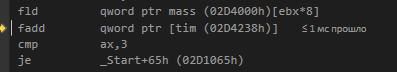 fld qword ptr mass (02D4000h)[ebx*8]
fadd qword ptr [tim (02D4238h)] ≤ 1 мс прошло
cmp ax,3
je _Start+65h (02D1065h)